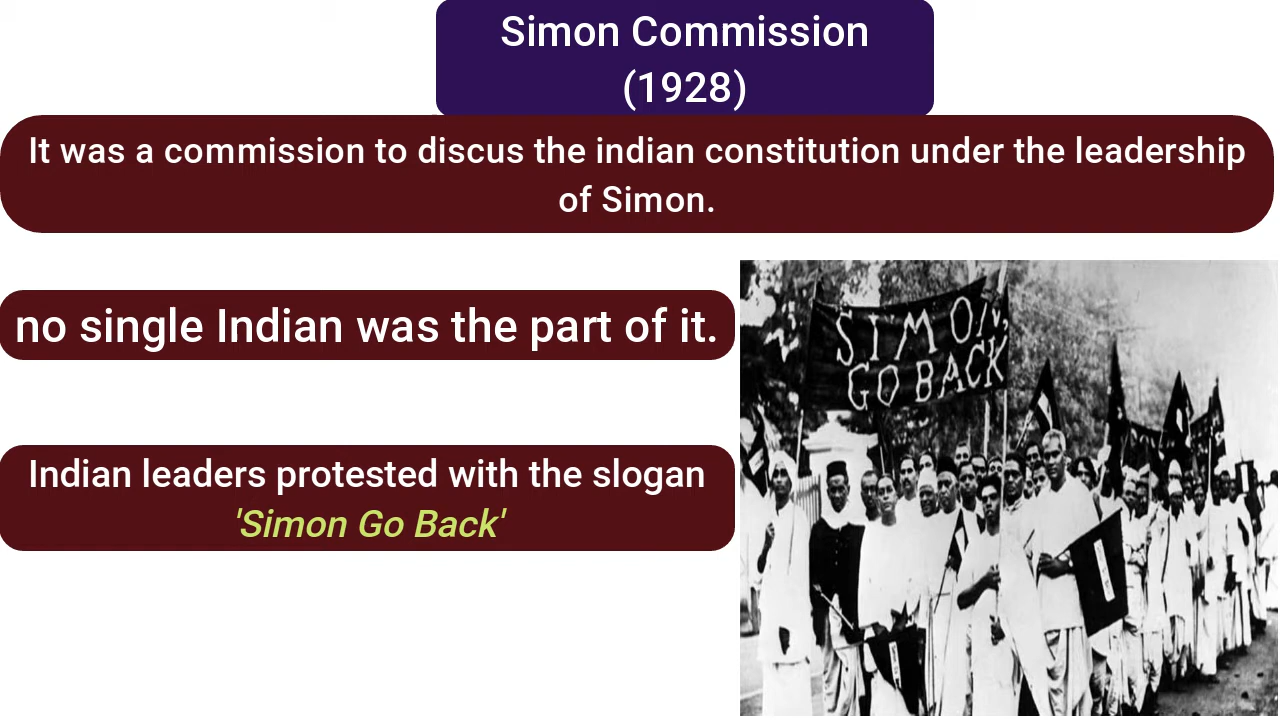 Simon Commission
(1928)
It was a commission to discus the indian constitution under the leadership
of Simon.
no single Indian was the part of it.
Indian leaders protested with the slogan
'Simon Go Back'
SIMON,
GO BACK